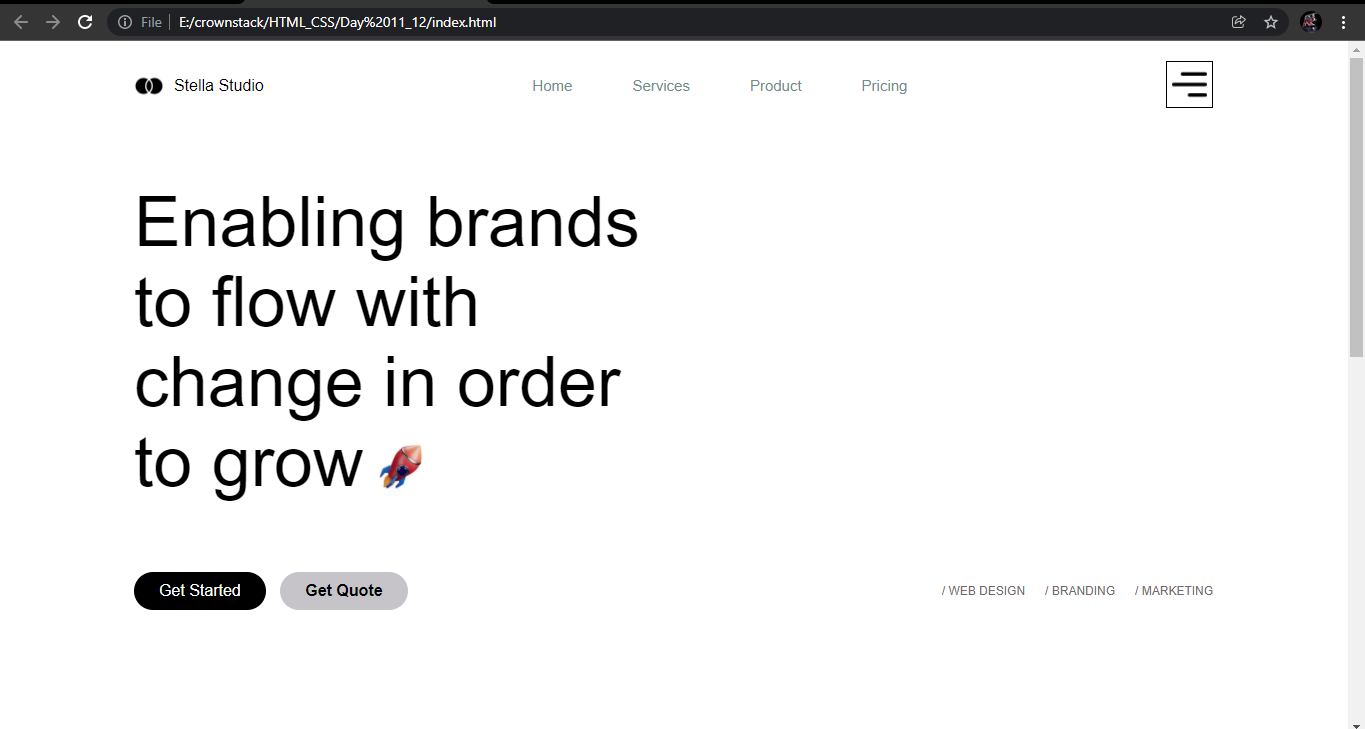 File E:/crownstack/HTML_CSS/Day%2011_12/index.html
Stella Studio Home Services Product Pricing
Enabling brands
to flow with
change in order
to grow 🚀
Get Started Get Quote / WEB DESIGN / BRANDING / MARKETING